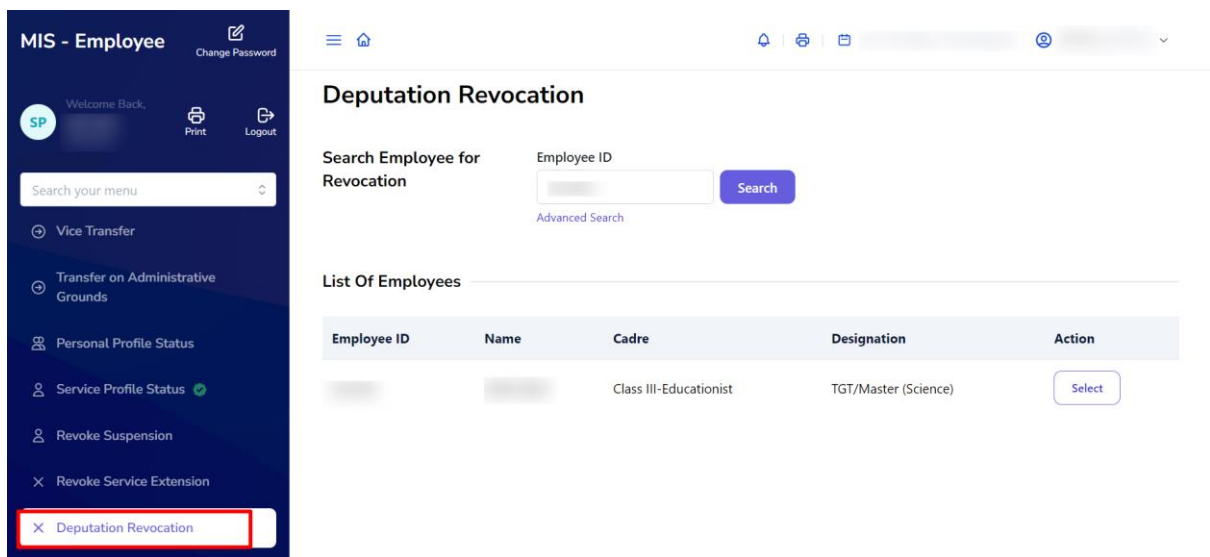 MIS - Employee
Change Password
Welcome Back,
SP
Print
Logout
Search your menu
Vice Transfer
Transfer on Administrative
Grounds
Personal Profile Status
Service Profile Status
Revoke Suspension
Revoke Service Extension
Deputation Revocation
Deputation Revocation
Search Employee for
Revocation
Employee ID
Search
Advanced Search
List Of Employees
Employee ID Name Cadre Designation Action
Class III-Educationist TGT/Master (Science) Select